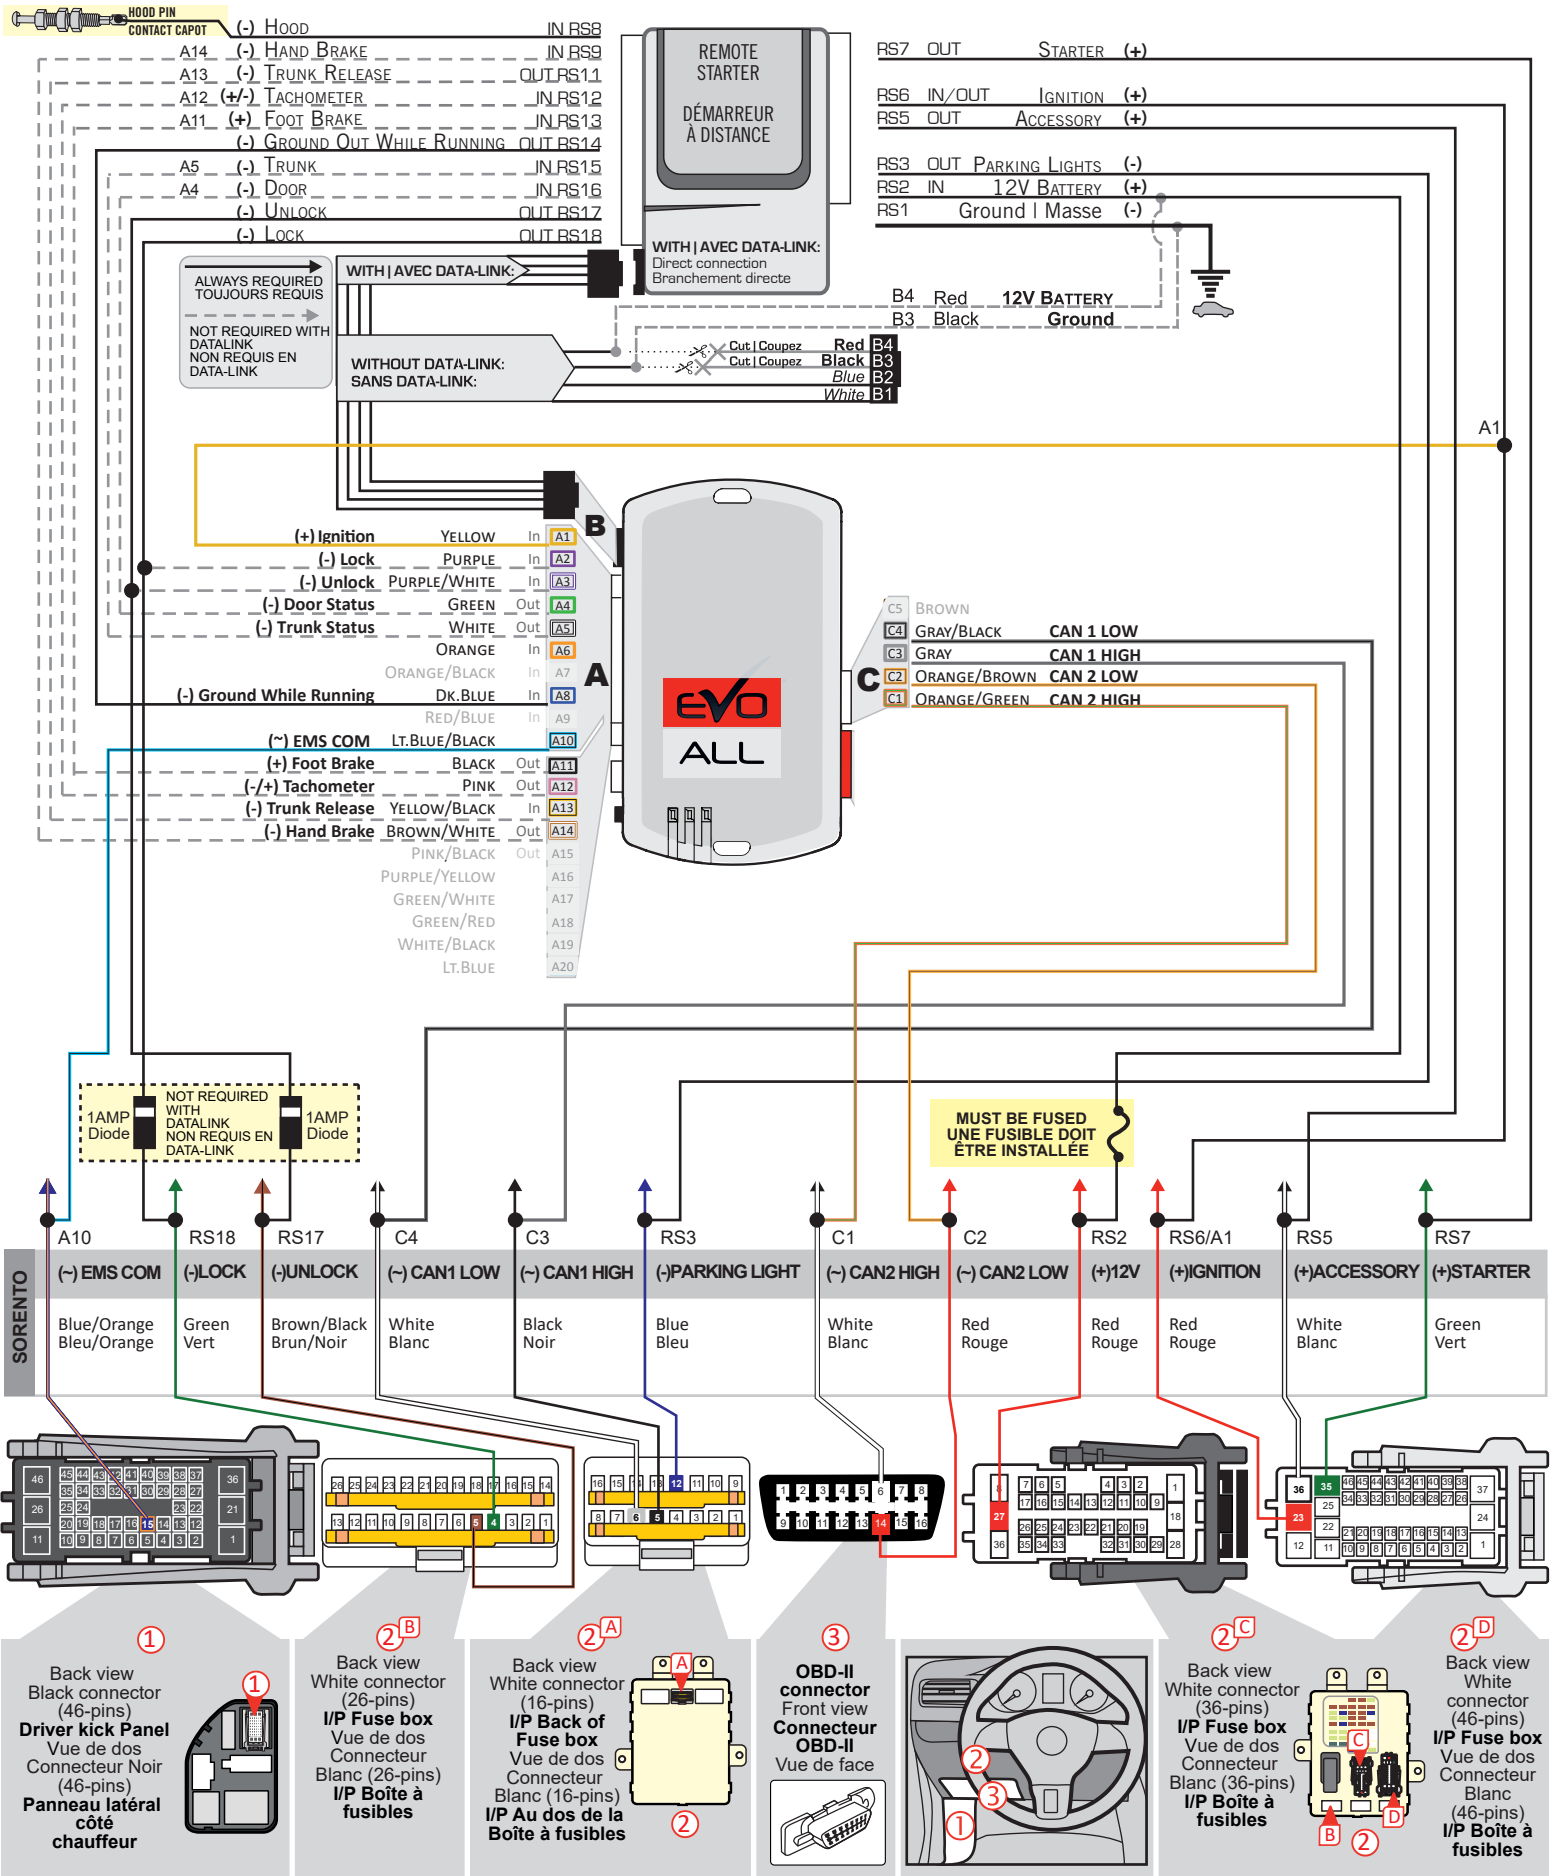 HOOD PIN
CONTACT CAPOT
(-) HOOD IN RS8
A14 (-) HAND BRAKE IN RS9
A13 (-) TRUNK RELEASE OUT RS11
A12 (+/-) TACHOMETER IN RS12
A11 (+) FOOT BRAKE IN RS13
(-) GROUND OUT WHILE RUNNING OUT RS14
A5 (-) TRUNK IN RS15
A4 (-) DOOR IN RS16
(-) UNLOCK OUT RS17
(-) LOCK OUT RS18
REMOTE
STARTER
DÉMARREUR
À DISTANCE
WITH | AVEC DATA-LINK:
Direct connection
Branchement directe
RS7 OUT STARTER (+)
RS6 IN/OUT IGNITION (+)
RS5 OUT ACCESSORY (+)
RS3 OUT PARKING LIGHTS (-)
RS2 IN 12V BATTERY (+)
RS1 Ground | Masse (-)
ALWAYS REQUIRED
TOUJOURS REQUIS
NOT REQUIRED WITH
DATALINK
NON REQUIS EN
DATA-LINK
WITH | AVEC DATA-LINK:
WITHOUT DATA-LINK:
SANS DATA-LINK:
B4 Red 12V BATTERY
B3 Black Ground
Cut | Coupez Red B4
Cut | Coupez Black B3
Blue B2
White B1
A1
B
A
C
(+) Ignition YELLOW In A1
(-) Lock PURPLE In A2
(-) Unlock PURPLE/WHITE In A3
(-) Door Status GREEN Out A4
(-) Trunk Status WHITE Out A5
ORANGE In A6
ORANGE/BLACK In A7
(-) Ground While Running DK.BLUE In A8
RED/BLUE In A9
(~) EMS COM LT.BLUE/BLACK A10
(+) Foot Brake BLACK Out A11
(-/+) Tachometer PINK Out A12
(-) Trunk Release YELLOW/BLACK In A13
(-) Hand Brake BROWN/WHITE Out A14
PINK/BLACK Out A15
PURPLE/YELLOW A16
GREEN/WHITE A17
GREEN/RED A18
WHITE/BLACK A19
LT.BLUE A20
EVO
ALL
C5 BROWN
C4 GRAY/BLACK CAN 1 LOW
C3 GRAY CAN 1 HIGH
C2 ORANGE/BROWN CAN 2 LOW
C1 ORANGE/GREEN CAN 2 HIGH
1AMP
Diode
NOT REQUIRED
WITH
DATALINK
NON REQUIS EN
DATA-LINK
1AMP
Diode
MUST BE FUSED
UNE FUSIBLE DOIT
ÊTRE INSTALLÉE
A10 RS18 RS17 C4 C3 RS3 C1 C2 RS2 RS6/A1 RS5 RS7
SORENTO
(~) EMS COM (-)LOCK (-)UNLOCK (~) CAN1 LOW (~) CAN1 HIGH (-)PARKING LIGHT (~) CAN2 HIGH (~) CAN2 LOW (+)12V (+)IGNITION (+)ACCESSORY (+)STARTER
Blue/Orange Green Brown/Black White Black Blue White Red Red Red White Green
Bleu/Orange Vert Brun/Noir Blanc Noir Bleu Blanc Rouge Rouge Rouge Blanc Vert
1
Back view
Black connector
(46-pins)
Driver kick Panel
Vue de dos
Connecteur Noir
(46-pins)
Panneau latéral
côté
chauffeur
1
2 B
Back view
White connector
(26-pins)
I/P Fuse box
Vue de dos
Connecteur
Blanc (26-pins)
I/P Boîte à
fusibles
2 A
Back view
White connector
(16-pins)
I/P Back of
Fuse box
Vue de dos
Connecteur
Blanc (16-pins)
I/P Au dos de la
Boîte à fusibles
A
2
3
OBD-II
connector
Front view
Connecteur
OBD-II
Vue de face
2
3
1
2 C
Back view
White connector
(36-pins)
I/P Fuse box
Vue de dos
Connecteur
Blanc (36-pins)
I/P Boîte à
fusibles
C
B
D
2
2 D
Back view
White
connector
(46-pins)
I/P Fuse box
Vue de dos
Connecteur
Blanc
(46-pins)
I/P Boîte à
fusibles